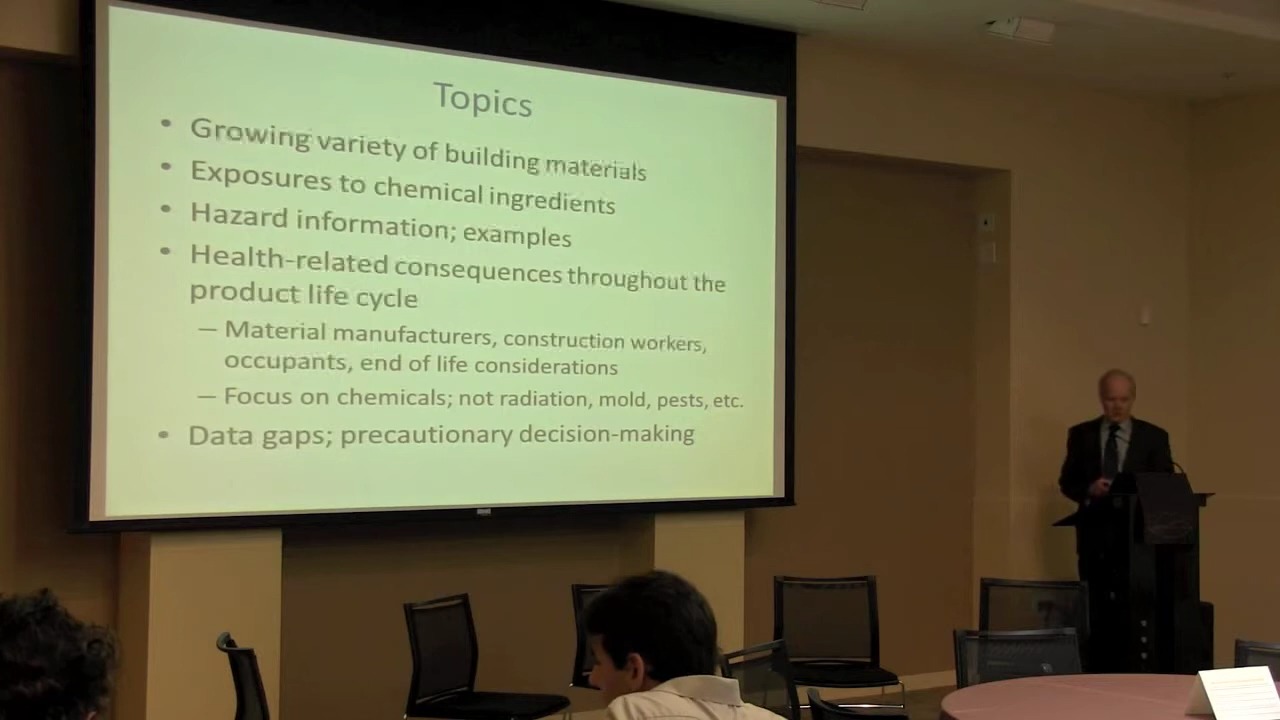 Topics
• Growing variety of building materials
• Exposures to chemical ingredients
• Hazard information; examples
• Health-related consequences throughout the
product life cycle
– Material manufacturers, construction workers,
occupants, end of life considerations
– Focus on chemicals; not radiation, mold, pests, etc.
• Data gaps; precautionary decision-making